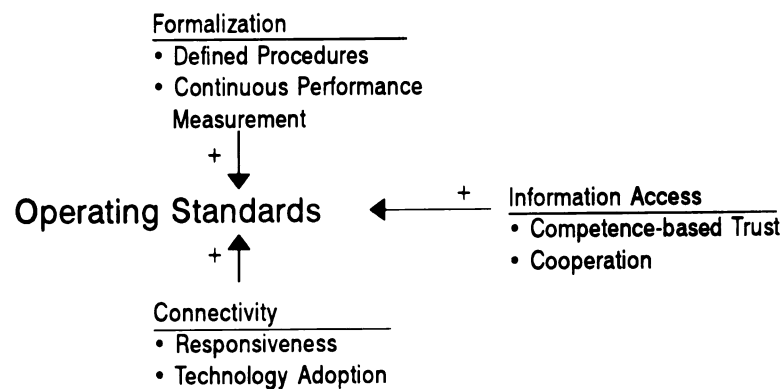 Formalization
• Defined Procedures
• Continuous Performance
Measurement
+
Operating Standards
+
Information Access
• Competence-based Trust
• Cooperation
+
Connectivity
• Responsiveness
• Technology Adoption